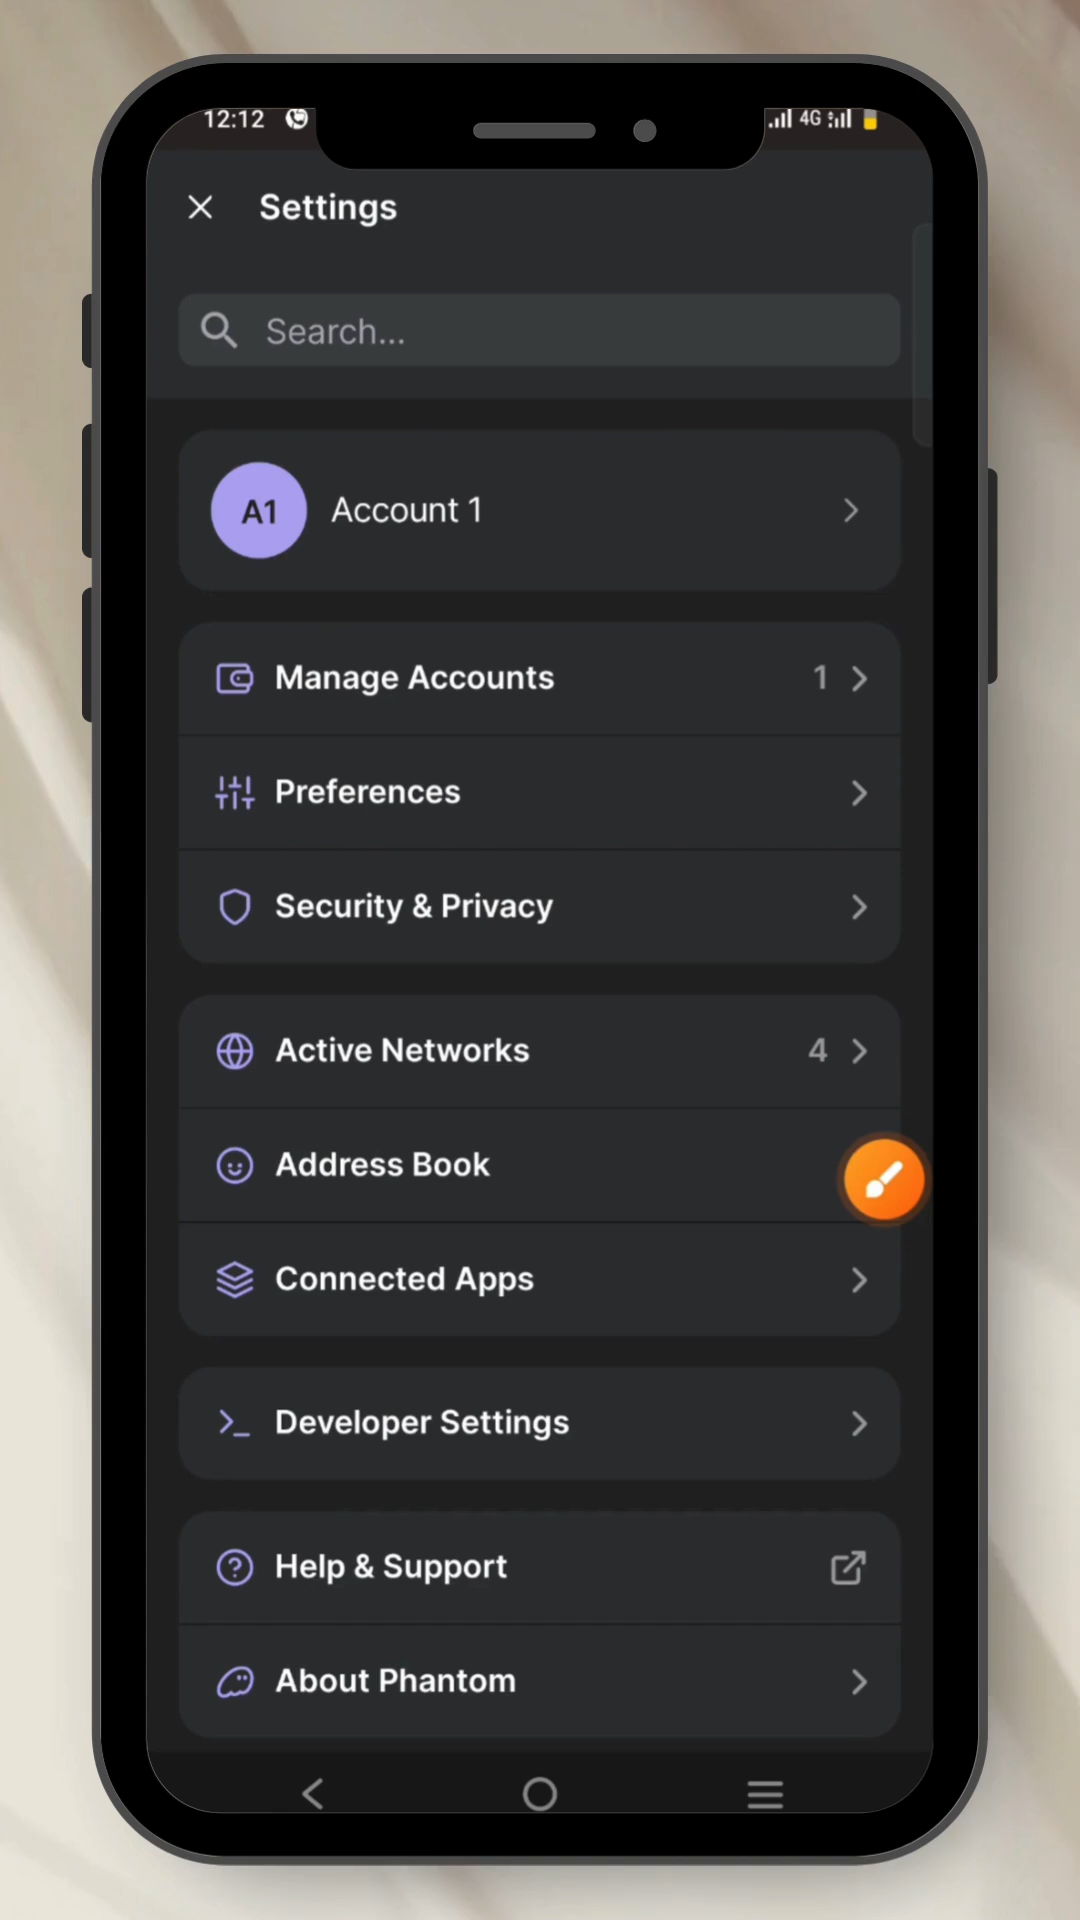 12:12
4G
Settings
Search...
A1
Account 1
Manage Accounts
1
Preferences
Security & Privacy
Active Networks
4
Address Book
Connected Apps
Developer Settings
Help & Support
About Phantom